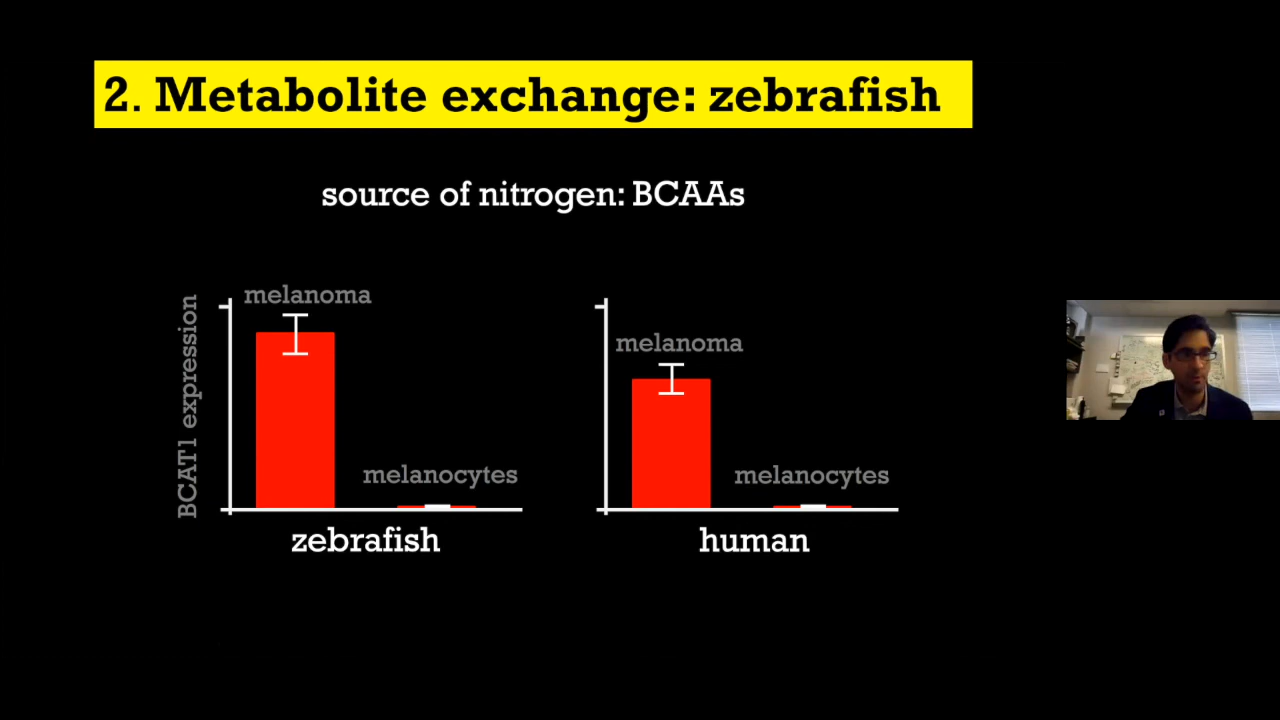 2. Metabolite exchange: zebrafish
source of nitrogen: BCAAs
BCAT1 expression
melanoma
melanocytes
zebrafish
melanoma
melanocytes
human